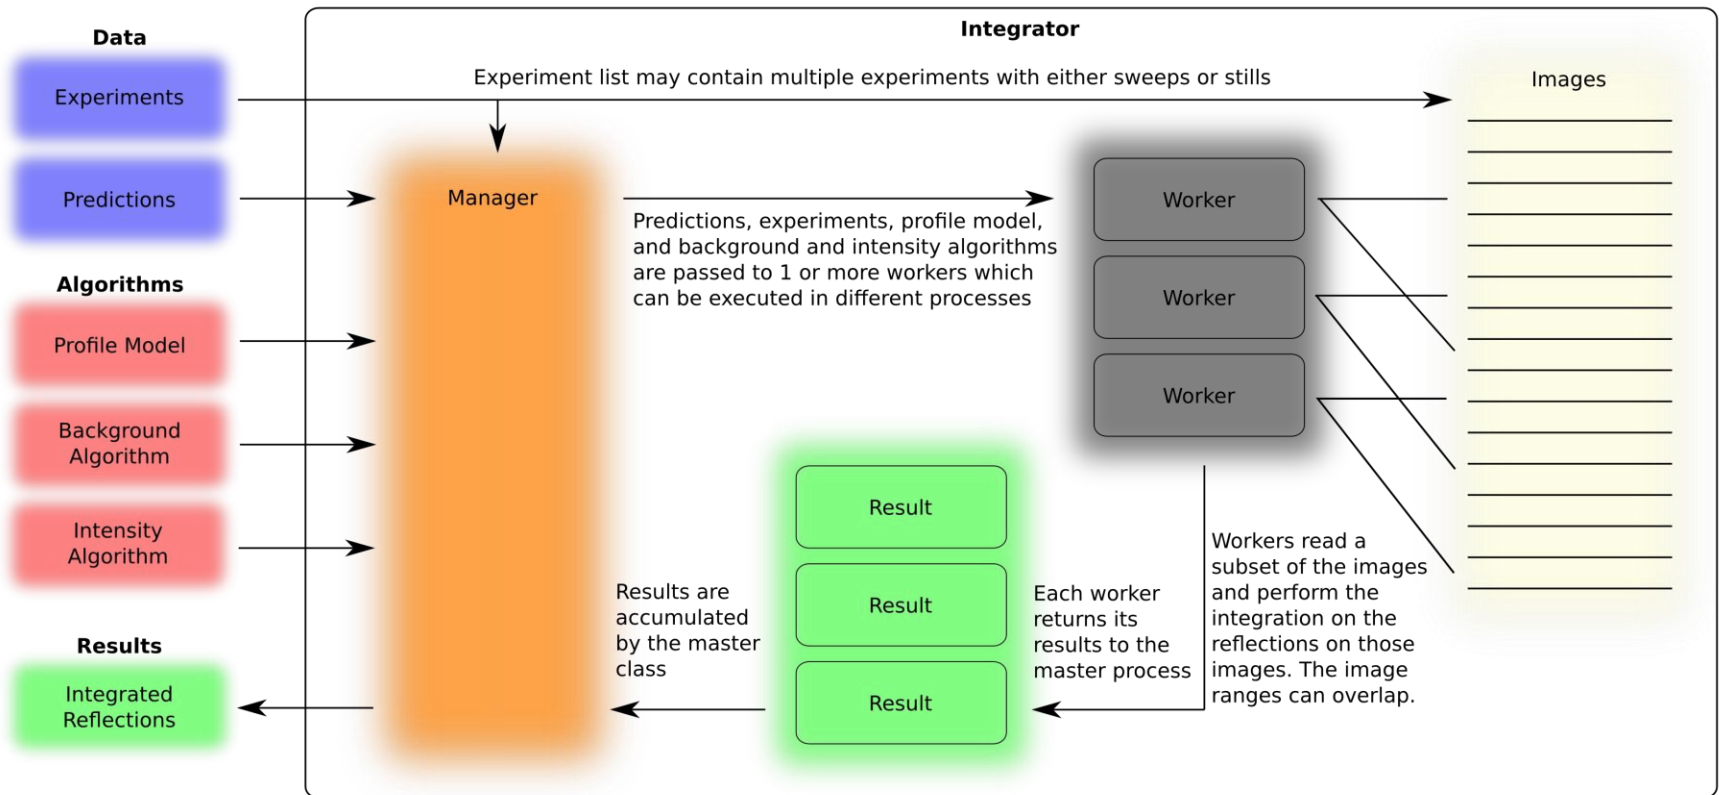 Integrator
Data
Experiments
Predictions
Algorithms
Profile Model
Background
Algorithm
Intensity
Algorithm
Results
Integrated
Reflections
Experiment list may contain multiple experiments with either sweeps or stills
Manager
Predictions, experiments, profile model,
and background and intensity algorithms
are passed to 1 or more workers which
can be executed in different processes
Worker
Worker
Worker
Images
Workers read a
subset of the images
and perform the
integration on the
reflections on those
images. The image
ranges can overlap.
Each worker
returns its
results to the
master process
Result
Result
Result
Results are
accumulated
by the master
class